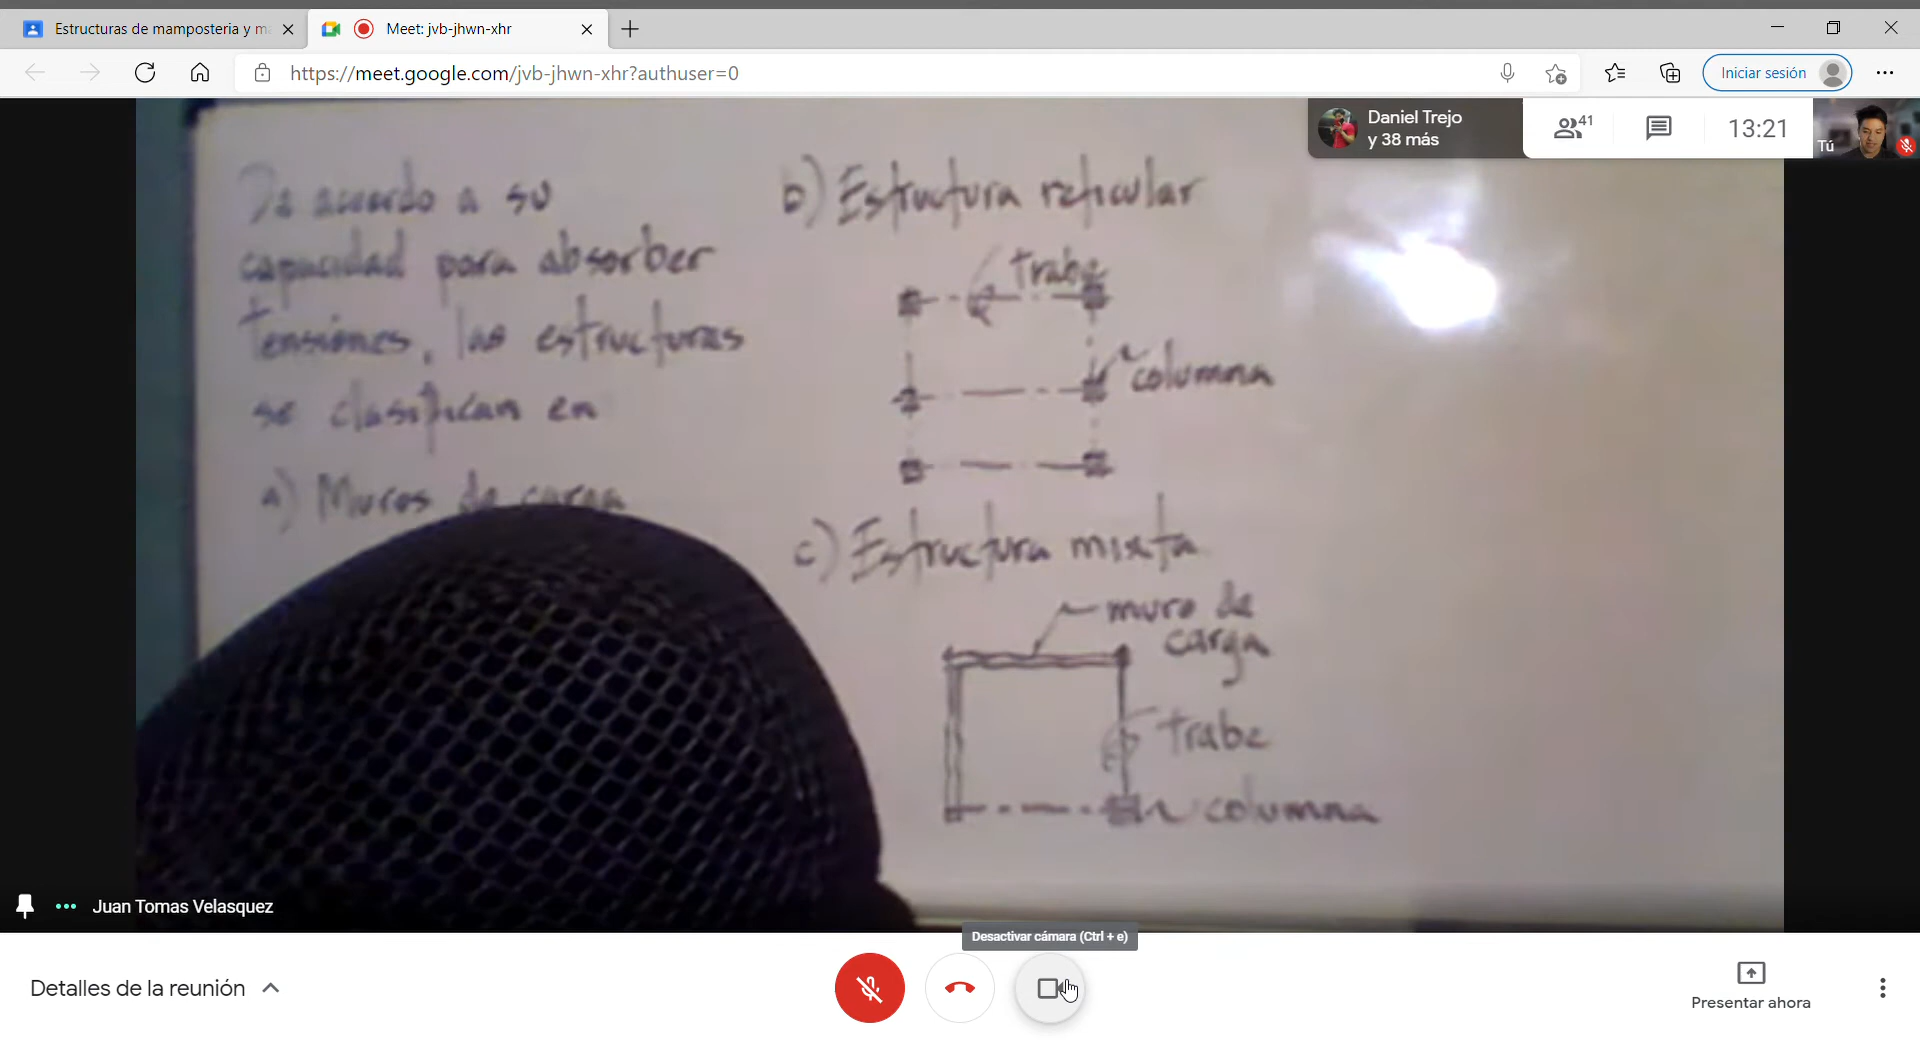 Estructuras de mamposteria y m
Meet: jvb-jhwn-xhr
https://meet.google.com/jvb-jhwn-xhr?authuser=0
Iniciar sesión
Daniel Trejo
y 38 más
41
13:21
Tú
De acuerdo a su
capacidad para absorber
tensiones, las estructuras
se clasifican en
a) Muros de carga
b) Estructura reticular
trabe
columna
c) Estructura mixta
muro de
carga
trabe
columna
Juan Tomas Velasquez
Desactivar cámara (Ctrl + e)
Detalles de la reunión
Presentar ahora